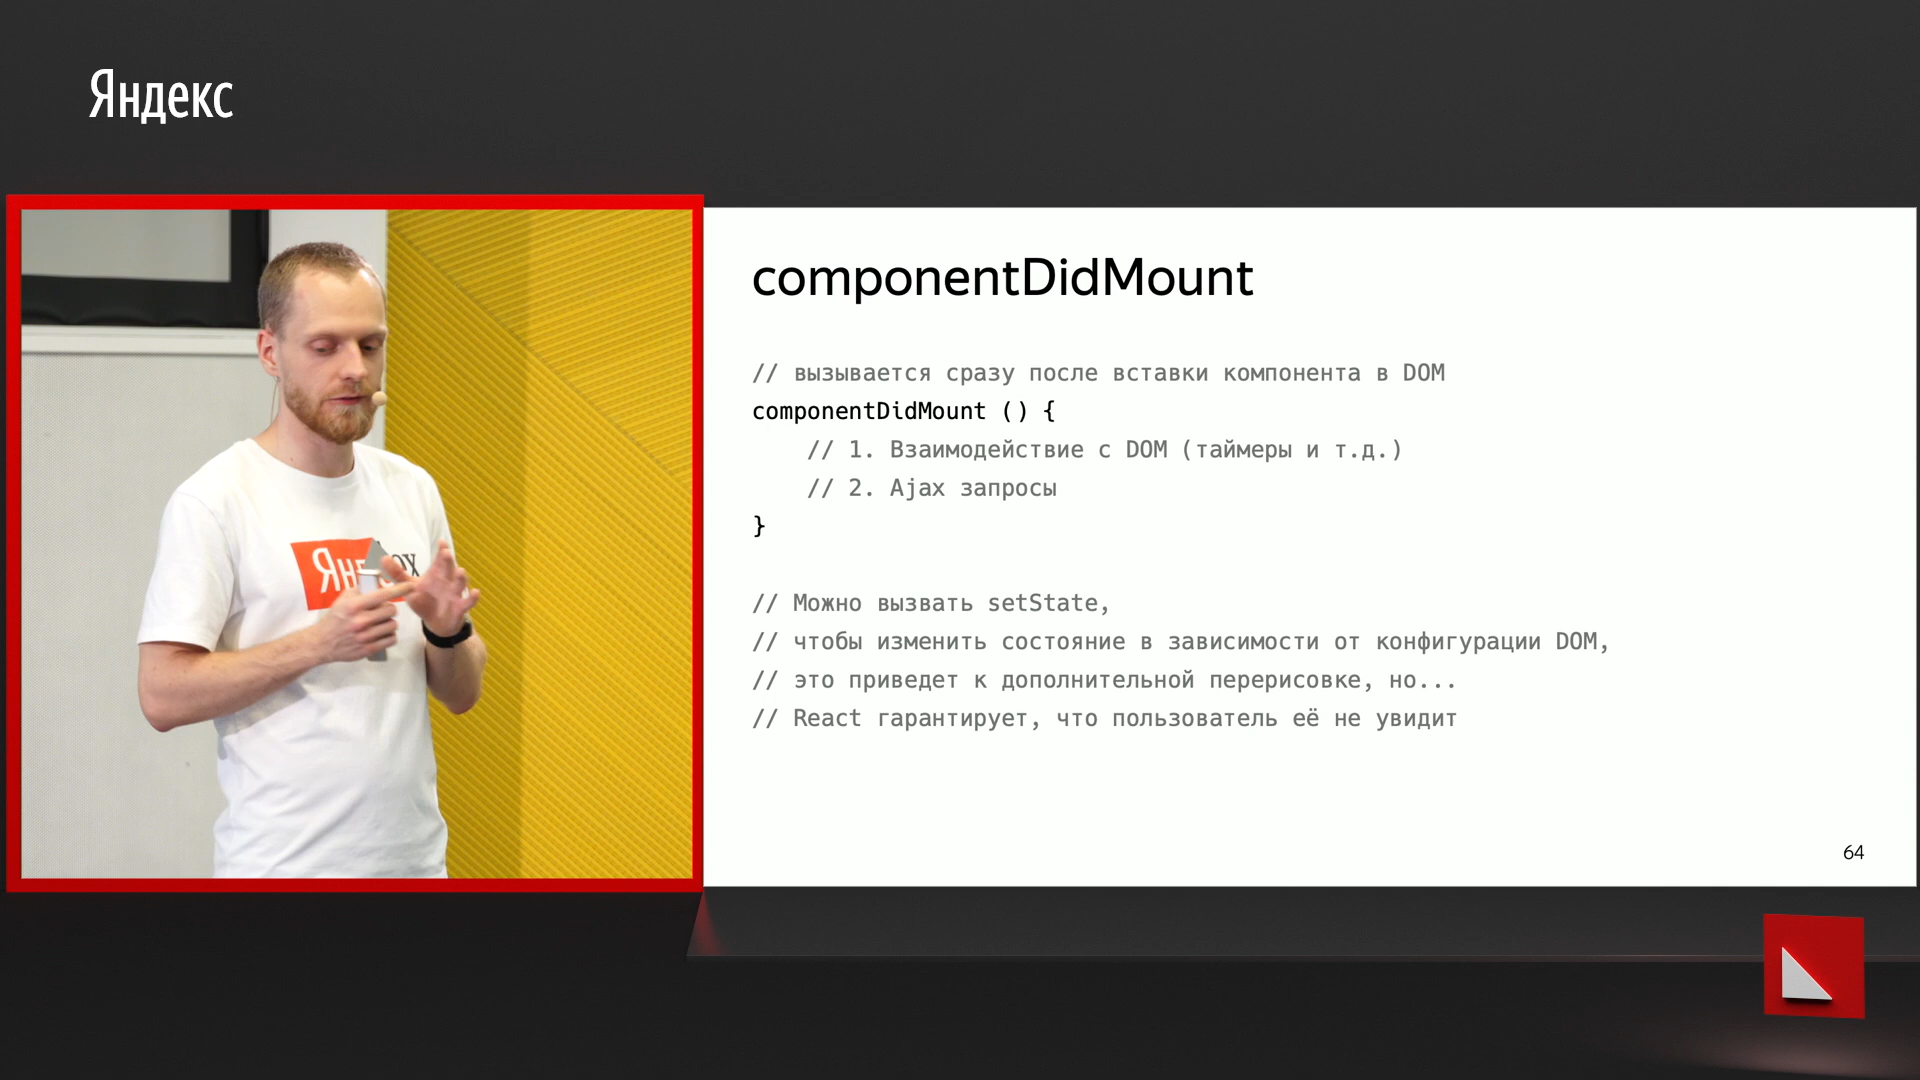 Яндекс
componentDidMount
// вызывается сразу после вставки компонента в DOM
componentDidMount () {
// 1. Взаимодействие с DOM (таймеры и т.д.)
// 2. Ajax запросы
}
// Можно вызвать setState,
// чтобы изменить состояние в зависимости от конфигурации DOM,
// это приведет к дополнительной перерисовке, но...
// React гарантирует, что пользователь её не увидит
64